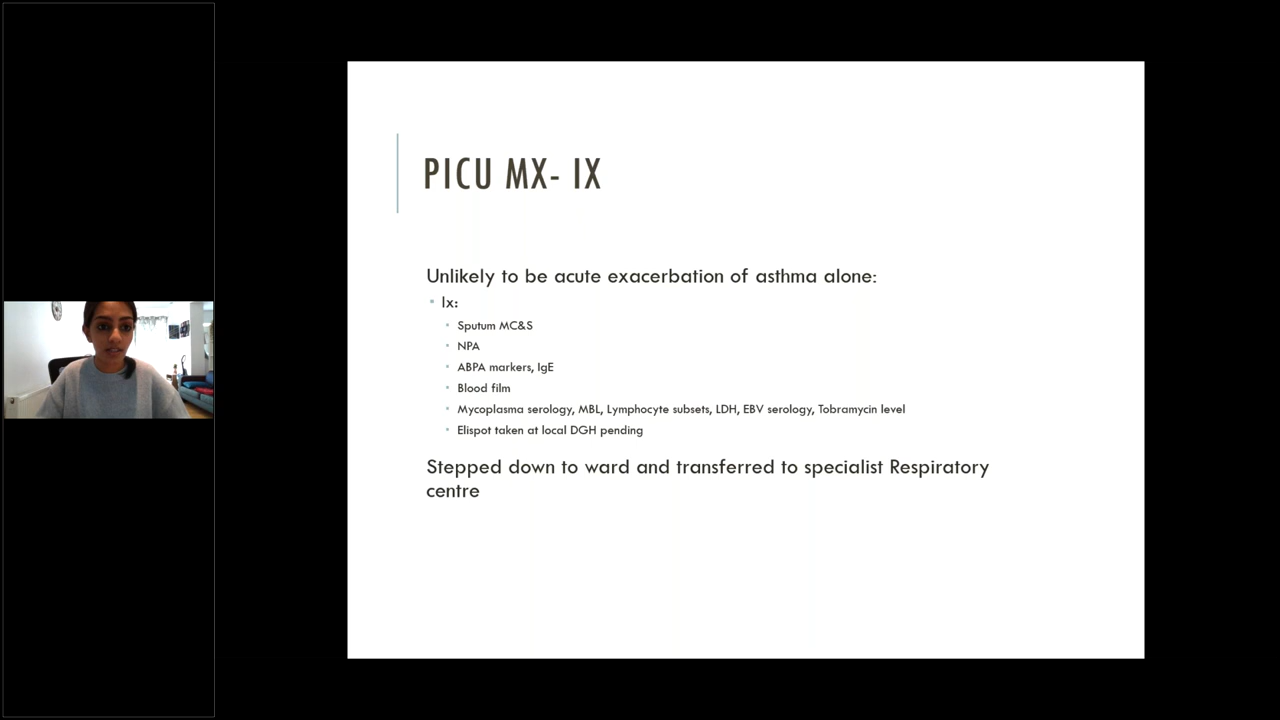 PICU MX- IX
Unlikely to be acute exacerbation of asthma alone:
Ix:
Sputum MC&S
NPA
ABPA markers, IgE
Blood film
Mycoplasma serology, MBL, Lymphocyte subsets, LDH, EBV serology, Tobramycin level
Elispot taken at local DGH pending
Stepped down to ward and transferred to specialist Respiratory
centre